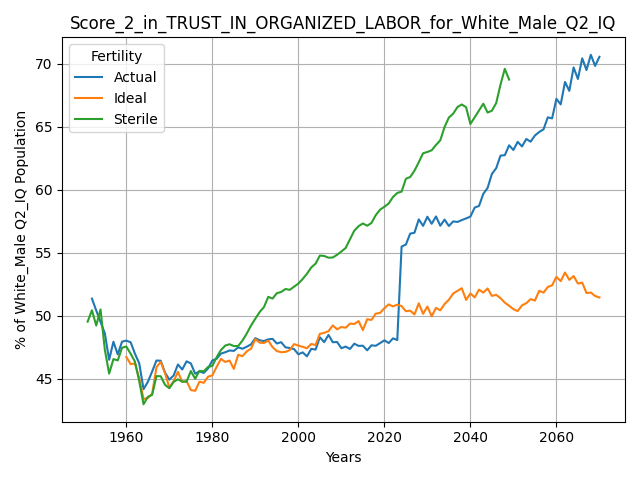 Score_2_in_TRUST_IN_ORGANIZED_LABOR_for_White_Male_Q2_IQ
Fertility
Actual
Ideal
Sterile
% of White_Male Q2_IQ Population
70
65
60
55
50
45
1960
1980
2000
2020
2040
2060
Years